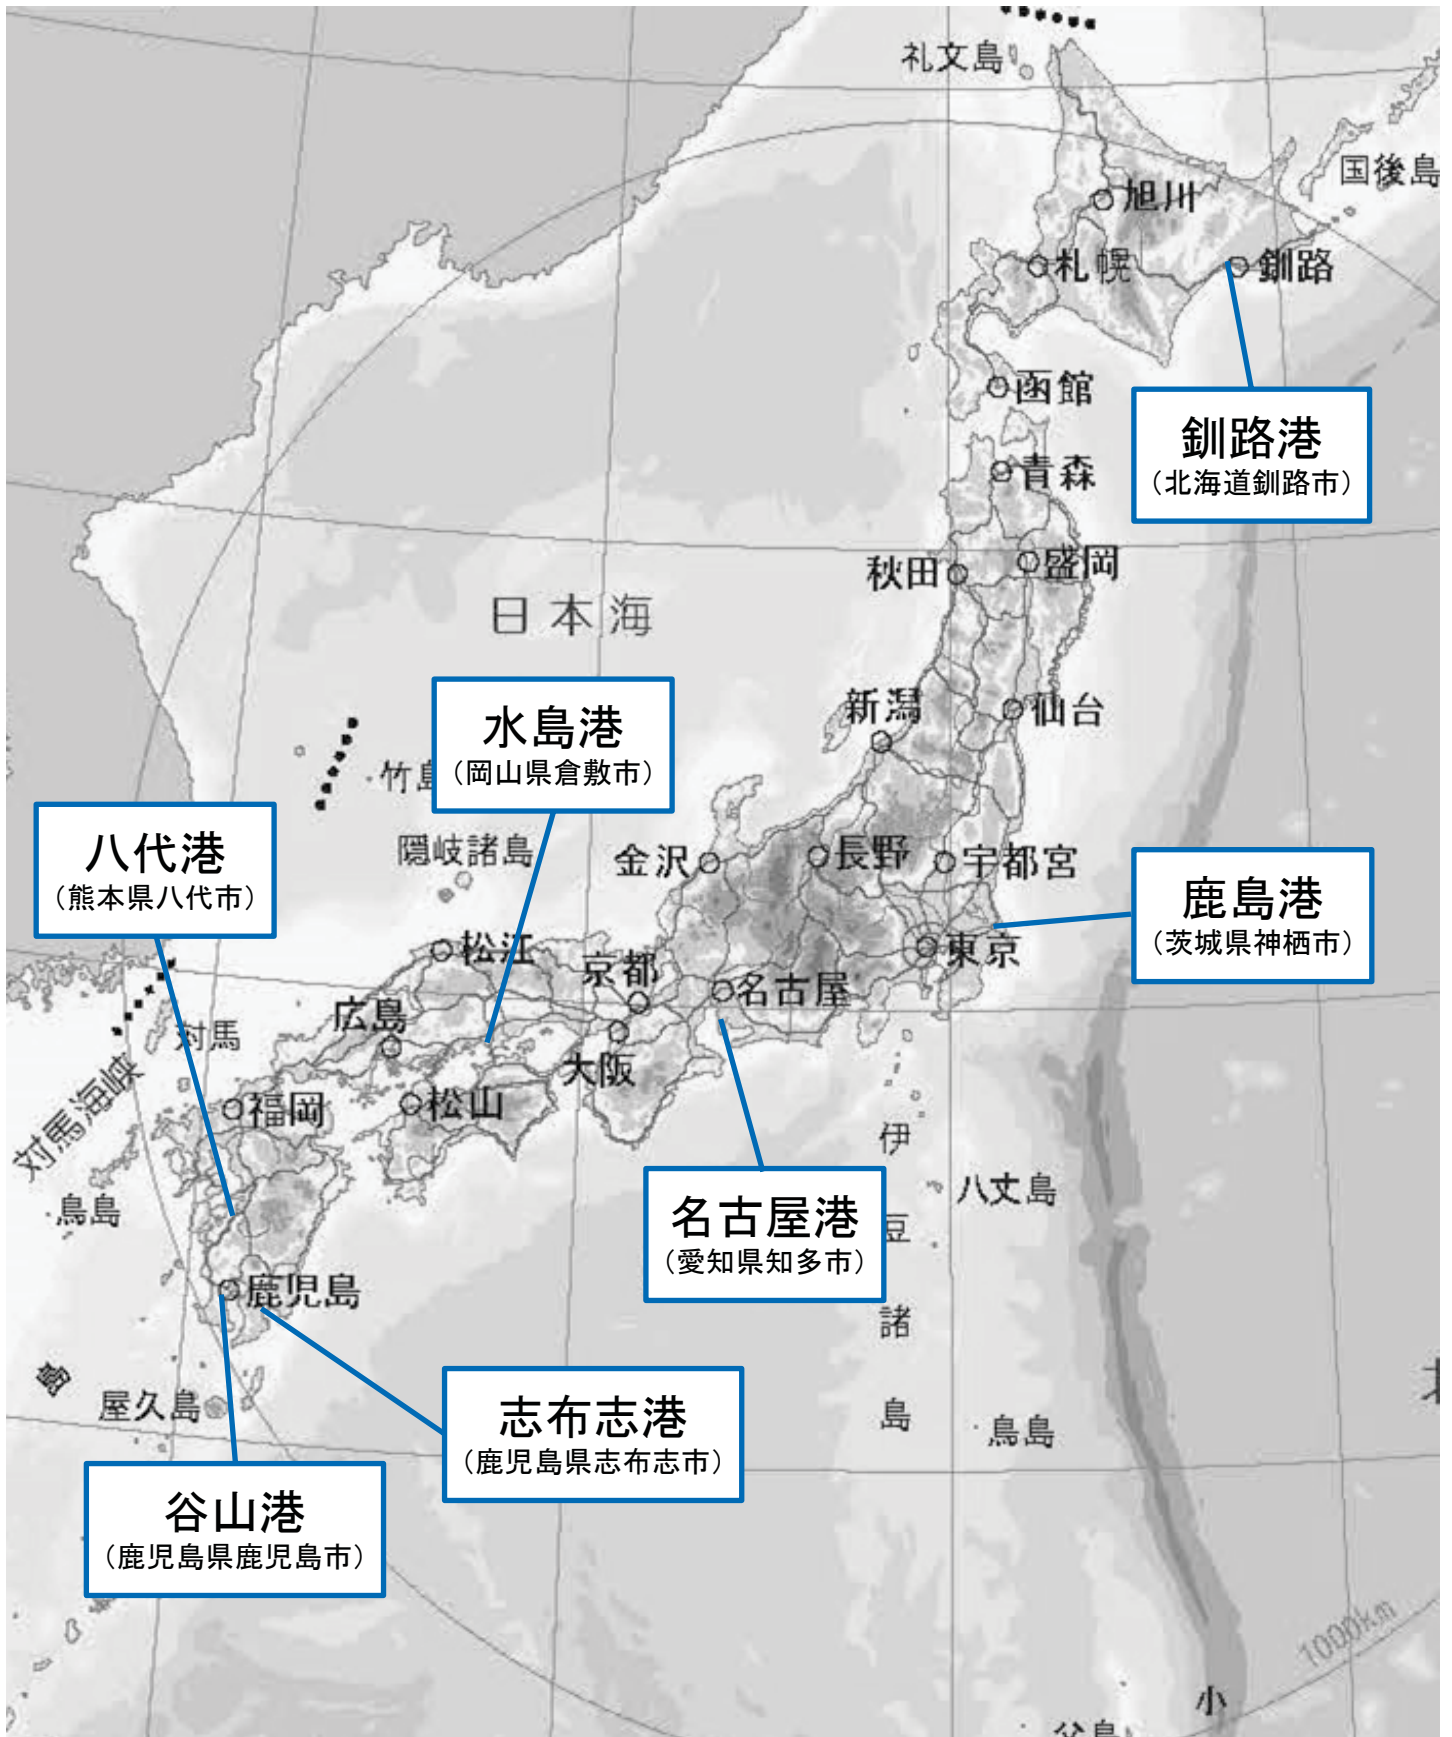 礼文島
国後島
旭川
札幌
釧路
函館
釧路港
（北海道釧路市）
青森
秋田
盛岡
日本海
新潟
仙台
水島港
（岡山県倉敷市）
竹島
八代港
（熊本県八代市）
隠岐諸島
金沢
長野
宇都宮
鹿島港
（茨城県神栖市）
松江
京都
東京
名古屋
広島
対馬
大阪
対馬海峡
福岡
松山
伊豆諸島
八丈島
鳥島
名古屋港
（愛知県知多市）
鹿児島
島
屋久島
志布志港
（鹿児島県志布志市）
鳥島
北
谷山港
（鹿児島県鹿児島市）
1000km
小
父島